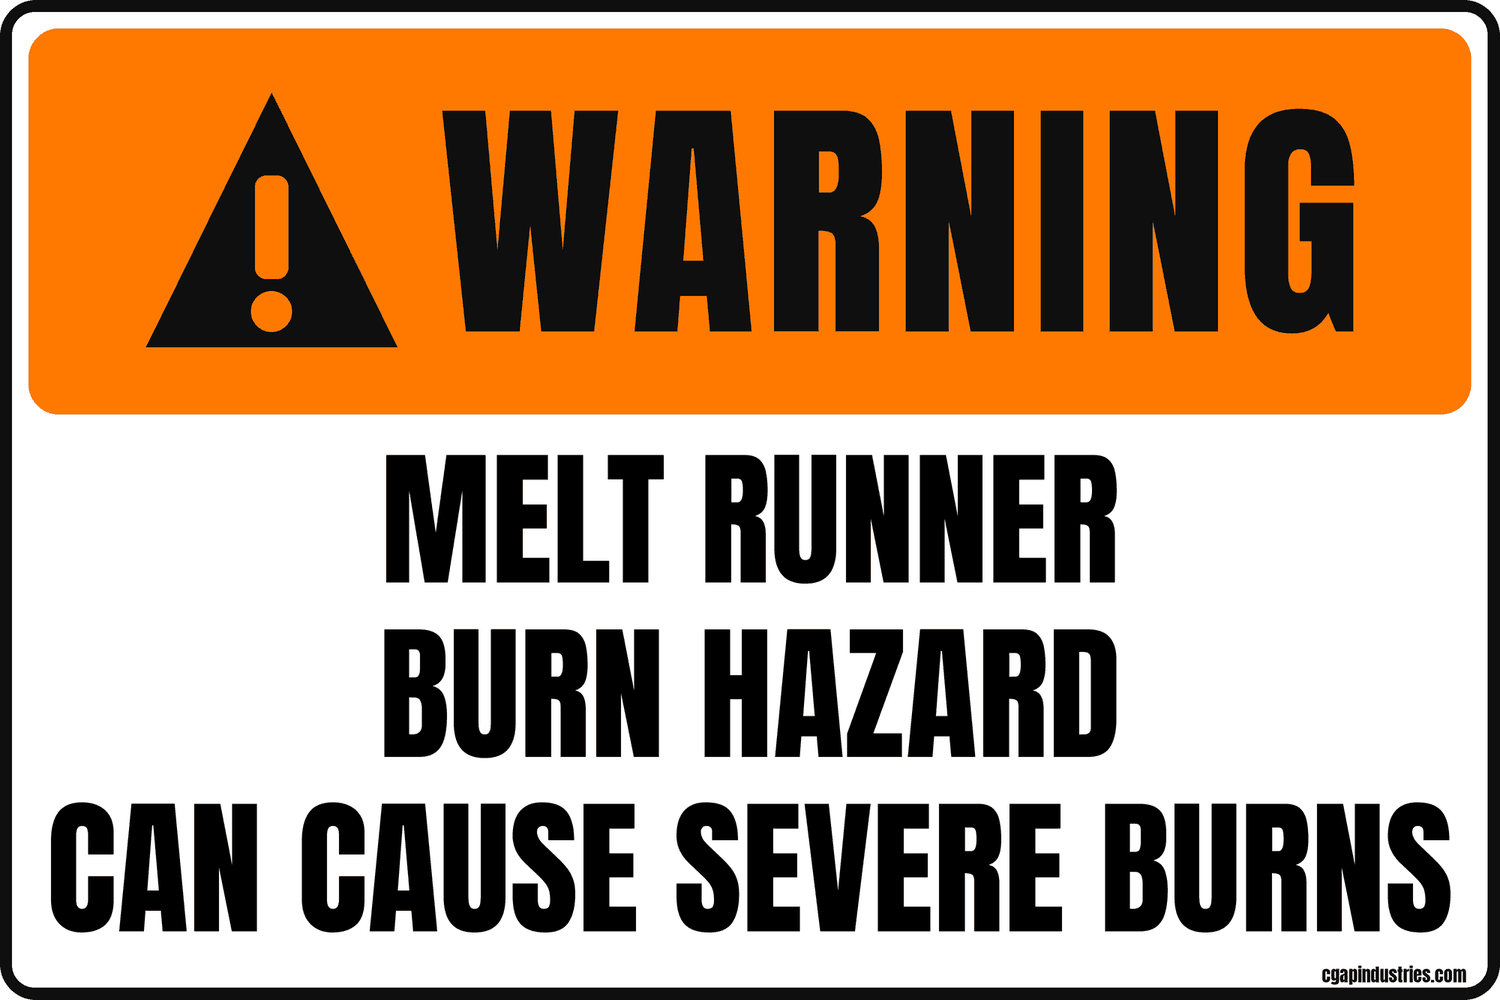 WARNING
MELT RUNNER
BURN HAZARD
CAN CAUSE SEVERE BURNS
cgapindustries.com